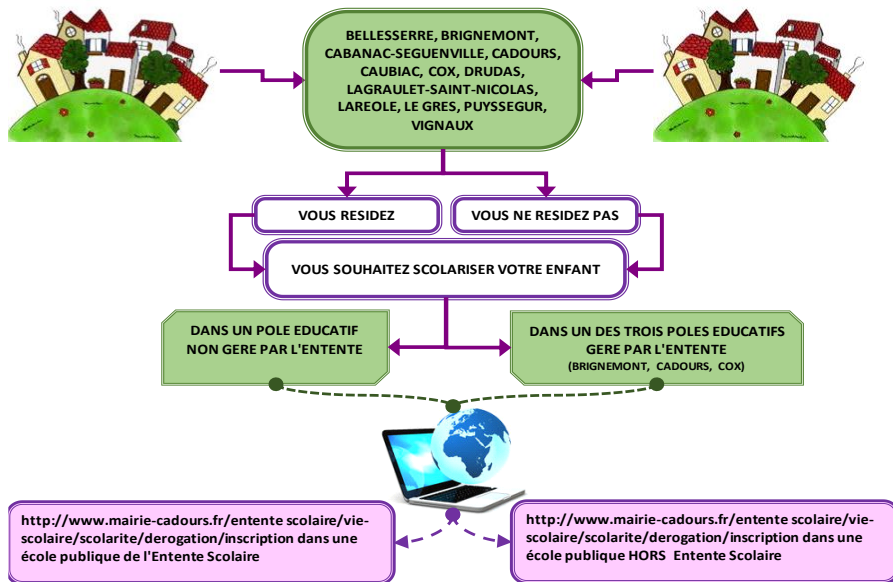 BELLESSERRE, BRIGNEMONT,
CABANAC-SEGUENVILLE, CADOURS,
CAUBIAC, COX, DRUDAS,
LAGRAULET-SAINT-NICOLAS,
LAREOLE, LE GRES, PUYSSEGUR,
VIGNAUX
VOUS RESIDEZ
VOUS NE RESIDEZ PAS
VOUS SOUHAITEZ SCOLARISER VOTRE ENFANT
DANS UN POLE EDUCATIF
NON GERE PAR L'ENTENTE
DANS UN DES TROIS POLES EDUCATIFS
GERE PAR L'ENTENTE
(BRIGNEMONT, CADOURS, COX)
http://www.mairie-cadours.fr/entente scolaire/vie-
scolaire/scolarite/derogation/inscription dans une
école publique de l'Entente Scolaire
http://www.mairie-cadours.fr/entente scolaire/vie-
scolaire/scolarite/derogation/inscription dans une
école publique HORS Entente Scolaire